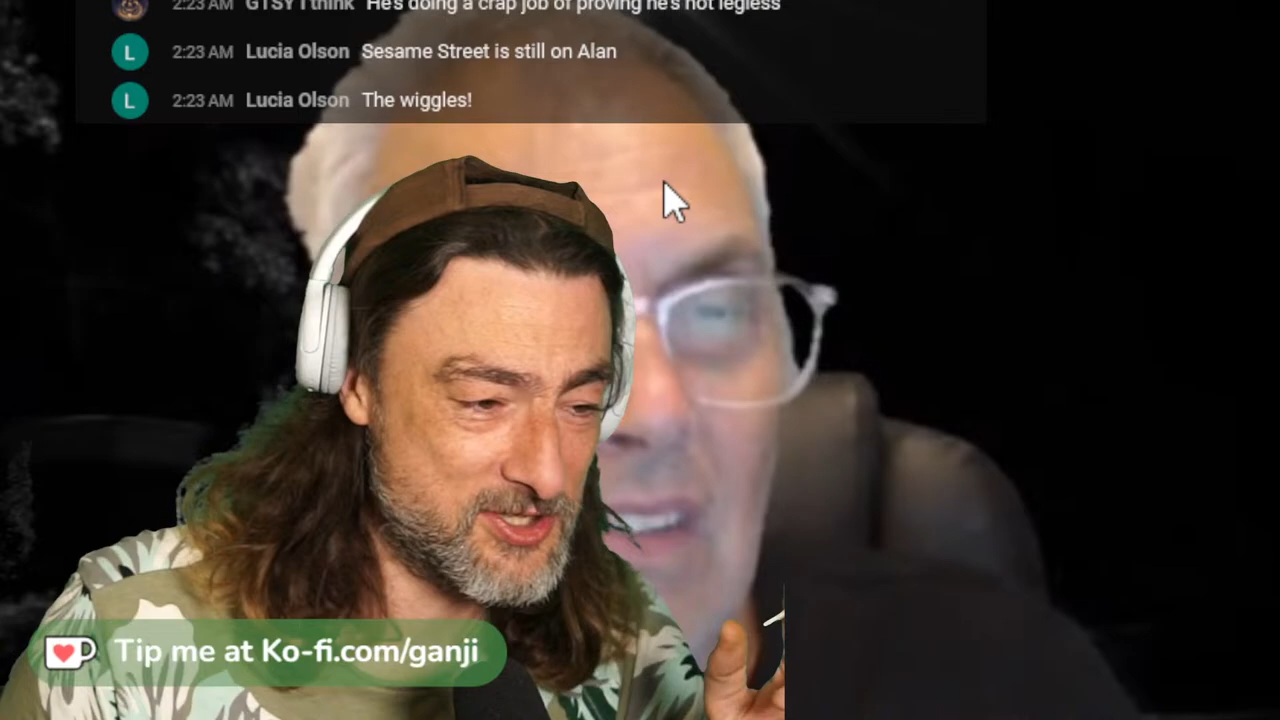 2:23 AM GTSY I think He's doing a crap job of proving he's not legless
2:23 AM Lucia Olson Sesame Street is still on Alan
L
2:23 AM Lucia Olson The wiggles!
L
Tip me at Ko-fi.com/ganji